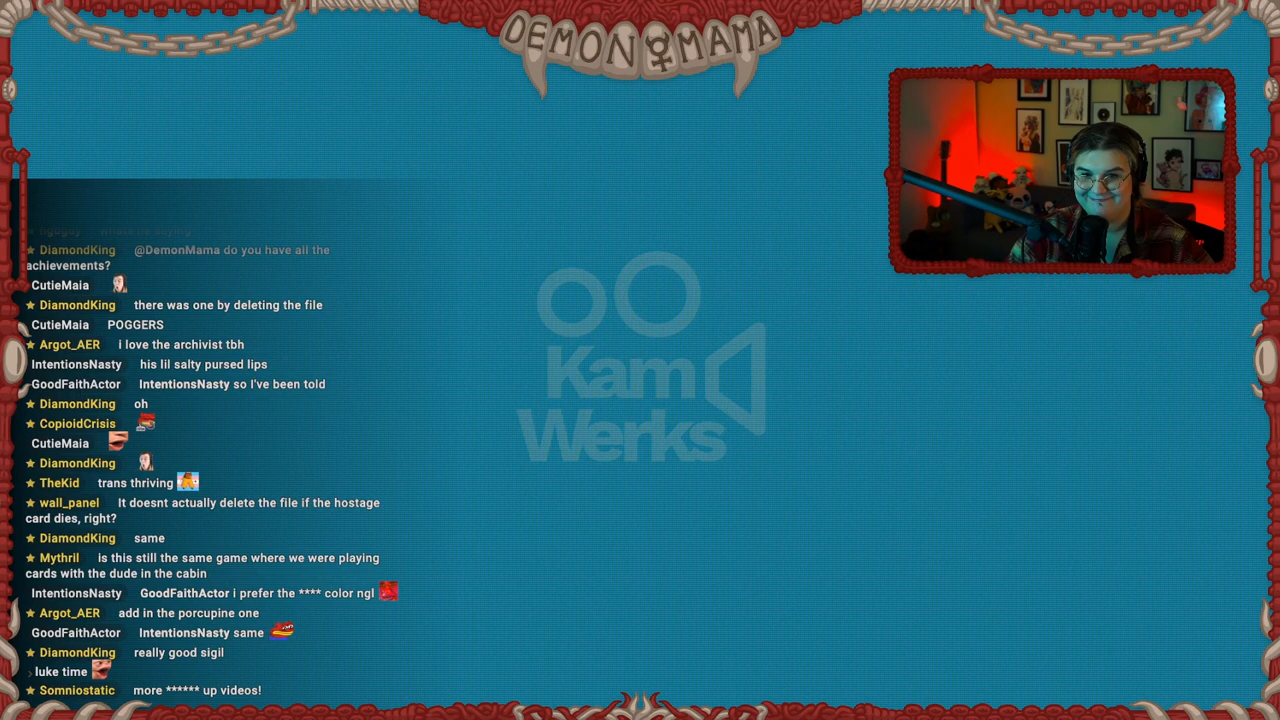 DEMON MAMA
whats he saying
★ DiamondKing @DemonMama do you have all the
achievements?
CutieMaia
★ DiamondKing there was one by deleting the file
CutieMaia POGGERS
★ Argot_AER i love the archivist tbh
IntentionsNasty his lil salty pursed lips
GoodFaithActor IntentionsNasty so I've been told
★ DiamondKing oh
★ CopioidCrisis
CutieMaia
★ DiamondKing
★ TheKid trans thriving
★ wall_panel It doesnt actually delete the file if the hostage
card dies, right?
★ DiamondKing same
★ Mythril is this still the same game where we were playing
cards with the dude in the cabin
IntentionsNasty GoodFaithActor i prefer the **** color ngl
★ Argot_AER add in the porcupine one
GoodFaithActor IntentionsNasty same
★ DiamondKing really good sigil
> luke time
★ Somniostatic more ****** up videos!
Kam
Werks